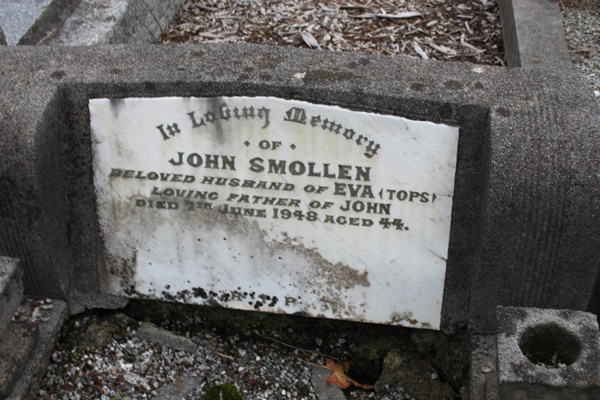 In Loving Memory
• OF •
JOHN SMOLLEN
BELOVED HUSBAND OF EVA (TOPS)
LOVING FATHER OF JOHN
DIED 7TH JUNE 1948 AGED 44.
R • I • P